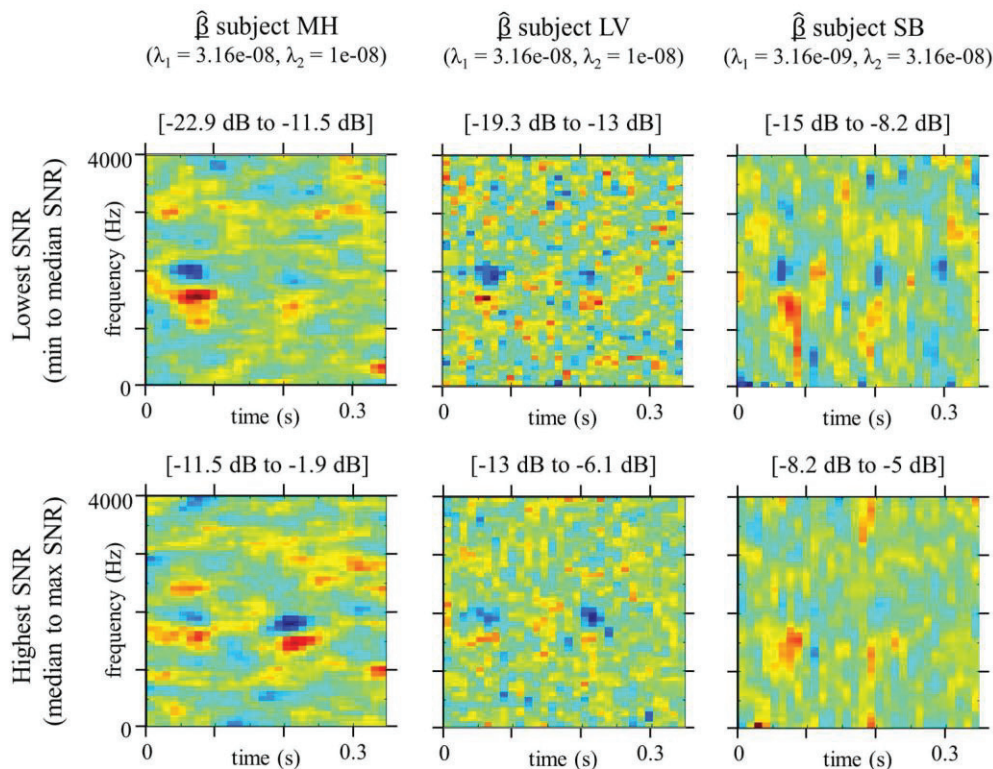 β̂ subject MH
(λ₁ = 3.16e-08, λ₂ = 1e-08)
β̂ subject LV
(λ₁ = 3.16e-08, λ₂ = 1e-08)
β̂ subject SB
(λ₁ = 3.16e-09, λ₂ = 3.16e-08)
Lowest SNR
(min to median SNR)
[-22.9 dB to -11.5 dB]
4000
frequency (Hz)
0
0
0.3
time (s)
[-19.3 dB to -13 dB]
0
0.3
time (s)
[-15 dB to -8.2 dB]
0
0.3
time (s)
Highest SNR
(median to max SNR)
[-11.5 dB to -1.9 dB]
4000
frequency (Hz)
0
0
0.3
time (s)
[-13 dB to -6.1 dB]
0
0.3
time (s)
[-8.2 dB to -5 dB]
0
0.3
time (s)